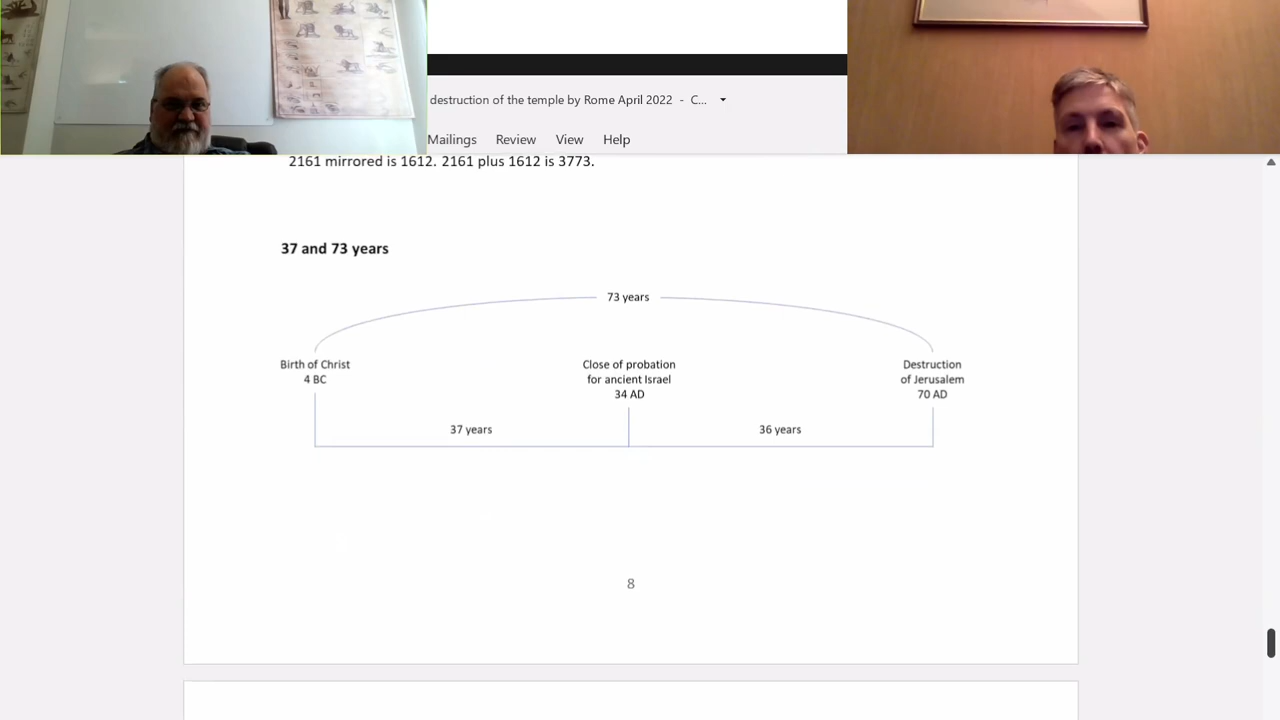 destruction of the temple by Rome April 2022 - C...
Mailings Review View Help
2161 mirrored is 1612. 2161 plus 1612 is 3773.
37 and 73 years
73 years
Birth of Christ
4 BC
Close of probation
for ancient Israel
34 AD
Destruction
of Jerusalem
70 AD
37 years
36 years
8